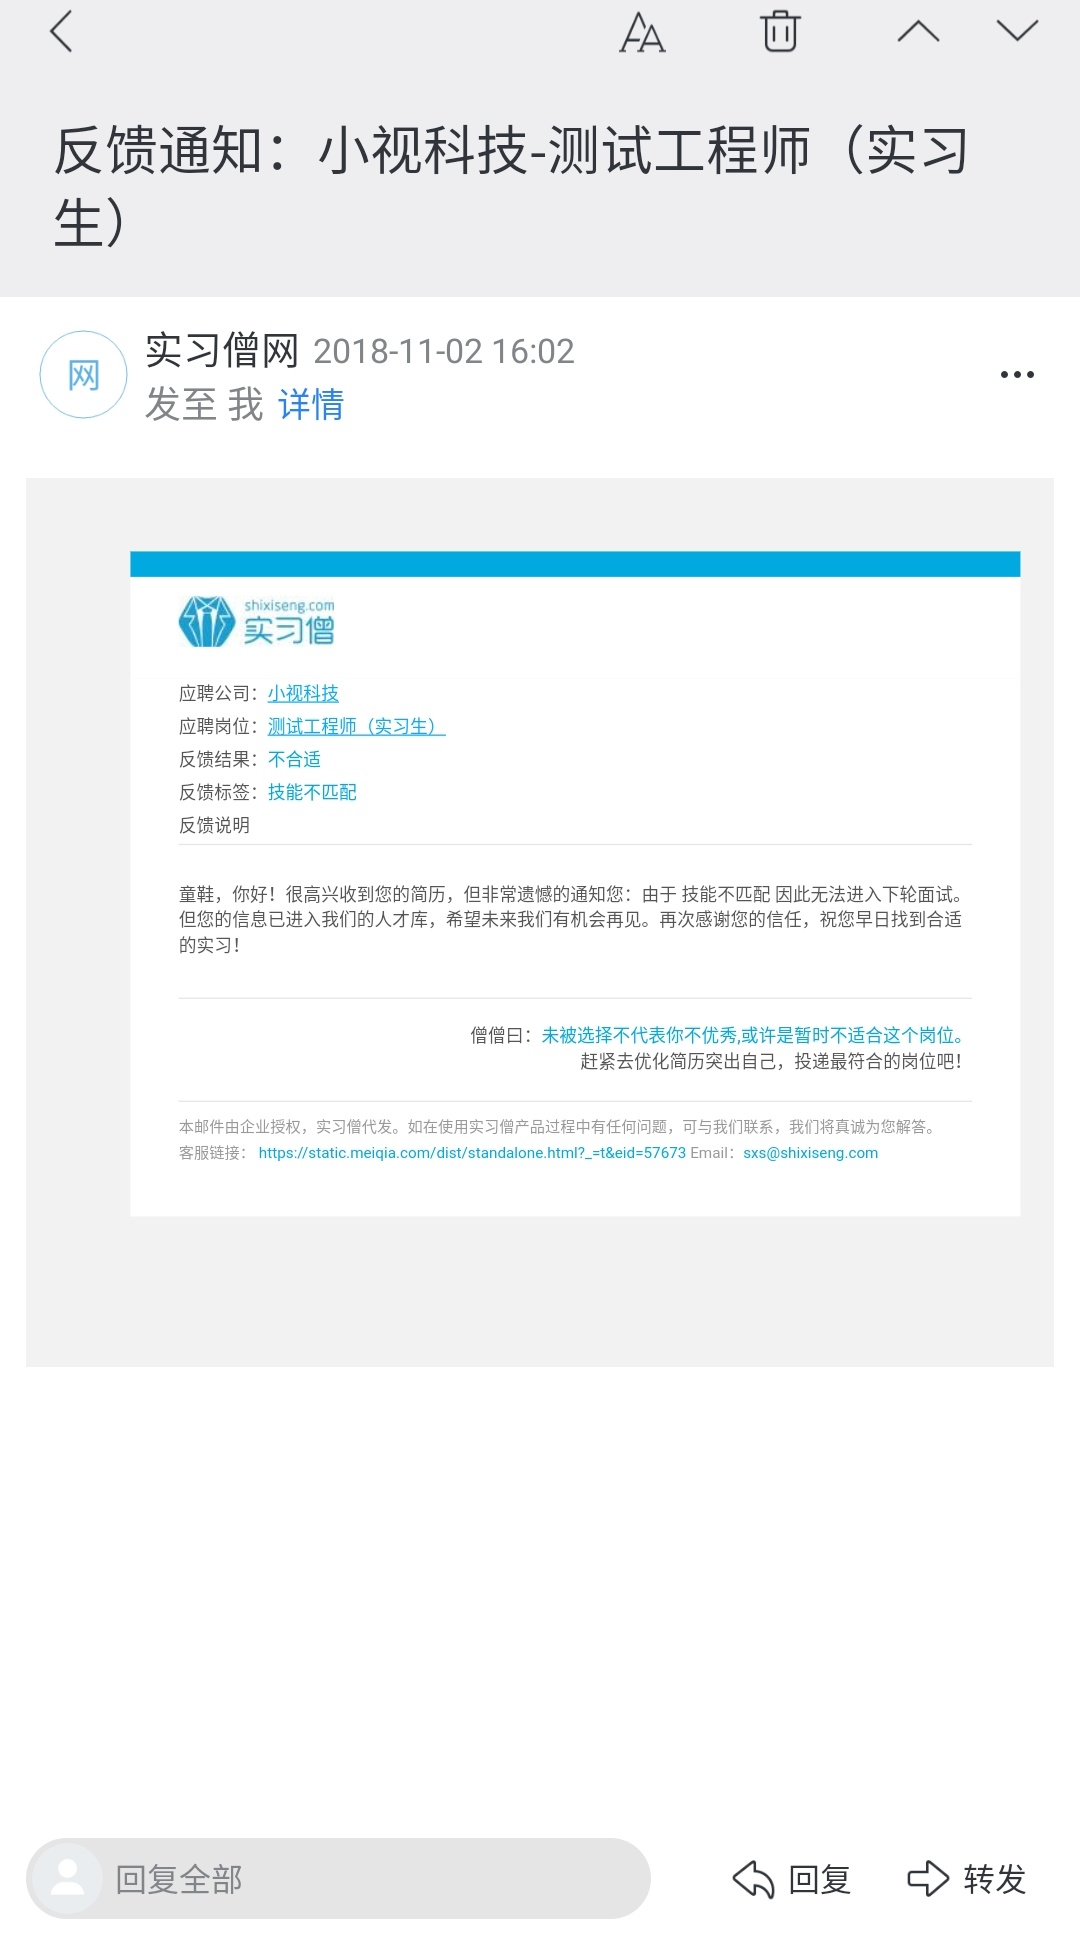 反馈通知：小视科技-测试工程师（实习
生）
网
实习僧网 2018-11-02 16:02
发至 我 详情
shixiseng.com
实习僧
应聘公司：小视科技
应聘岗位：测试工程师（实习生）
反馈结果：不合适
反馈标签：技能不匹配
反馈说明
童鞋，你好！很高兴收到您的简历，但非常遗憾的通知您：由于 技能不匹配 因此无法进入下轮面试。
但您的信息已进入我们的人才库，希望未来我们有机会再见。再次感谢您的信任，祝您早日找到合适
的实习！
僧僧曰：未被选择不代表你不优秀,或许是暂时不适合这个岗位。
赶紧去优化简历突出自己，投递最符合的岗位吧！
本邮件由企业授权，实习僧代发。如在使用实习僧产品过程中有任何问题，可与我们联系，我们将真诚为您解答。
客服链接： https://static.meiqia.com/dist/standalone.html?_=t&eid=57673 Email：sxs@shixiseng.com
回复全部 回复 转发